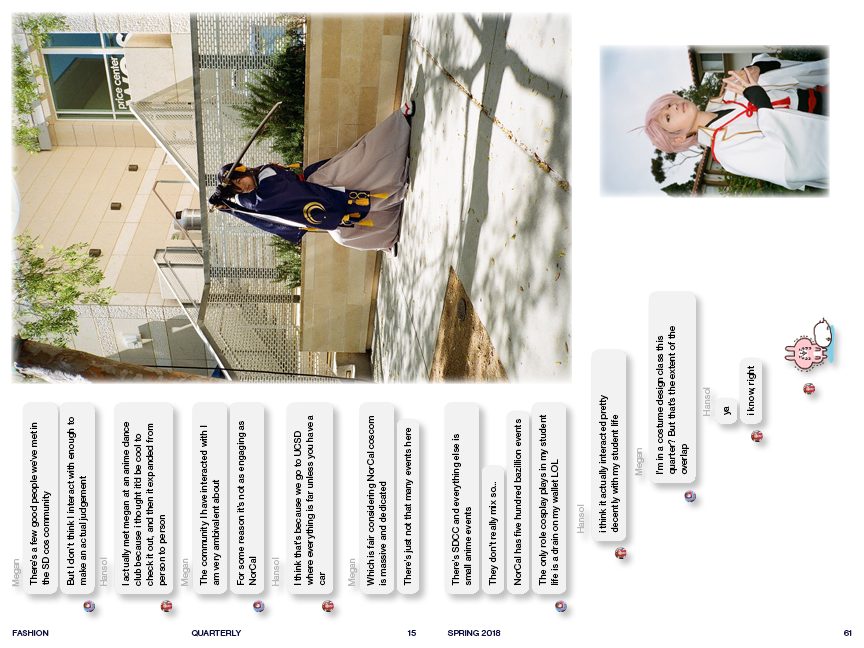 price center
Megan
There's a few good people we've met in
the SD cos community
But I don't think I interact with enough to
make an actual judgement
Hansol
I actually met megan at an anime dance
club because i thought it'd be cool to
check it out, and then it expanded from
person to person
Megan
The community I have interacted with I
am very ambivalent about
For some reason it's not as engaging as
NorCal
Hansol
I think that's because we go to UCSD
where everything is far unless you have a
car
Megan
Which is fair considering NorCal coscom
is massive and dedicated
There's just not that many events here
There's SDCC and everything else is
small anime events
They don't really mix so...
NorCal has five hundred bazillion events
The only role cosplay plays in my student
life is a drain on my wallet LOL
Hansol
i think it actually interacted pretty
decently with my student life
Megan
I'm in a costume design class this
quarter? But that's the extent of the
overlap
Hansol
ya
i know, right
FASHION
QUARTERLY
15
SPRING 2018
61